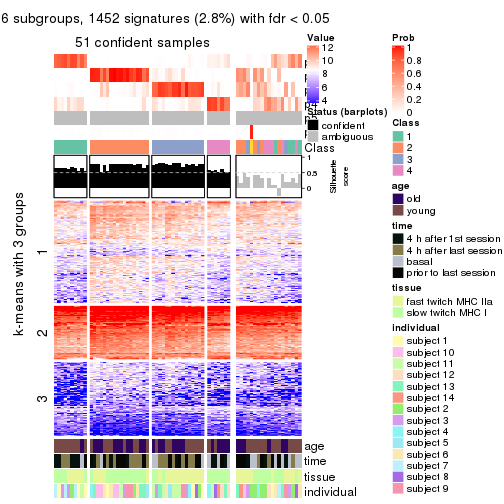 6 subgroups, 1452 signatures (2.8%) with fdr < 0.05
51 confident samples
k-means with 3 groups
1
2
3
Class
1
0.5
0
Silhouette
score
age
time
tissue
individual
Value
12
10
8
6
4
Status (barplots)
confident
ambiguous
Prob
1
0.8
0.6
0.4
0.2
0
Class
1
2
3
4
age
old
young
time
4 h after 1st session
4 h after last session
basal
prior to last session
tissue
fast twitch MHC IIa
slow twitch MHC I
individual
subject 1
subject 10
subject 11
subject 12
subject 13
subject 14
subject 2
subject 3
subject 4
subject 5
subject 6
subject 7
subject 8
subject 9